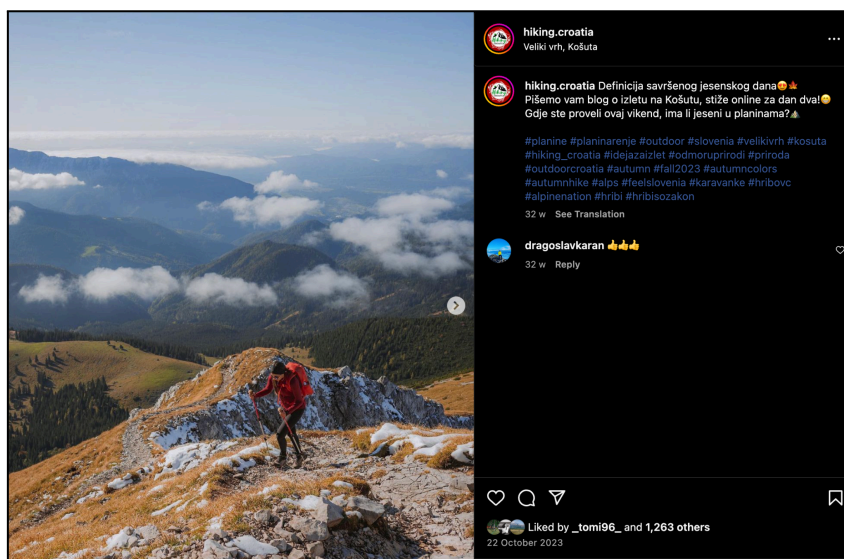 hiking.croatia
Veliki vrh, Košuta
hiking.croatia Definicija savršenog jesenskog dana😍🍁
Pišemo vam blog o izletu na Košutu, stiže online za dan dva!😁
Gdje ste proveli ovaj vikend, ima li jeseni u planinama?⛰️
#planine #planinarenje #outdoor #slovenia #velikivrh #kosuta
#hiking_croatia #idejazaizlet #odmoruprirodi #priroda
#outdoorcroatia #autumn #fall2023 #autumncolors
#autumnhike #alps #feelslovenia #karavanke #hribovc
#alpinenation #hribi #hribisozakon
32 w See Translation
dragoslavkaran 👍👍👍
32 w Reply
Liked by _tomi96_ and 1,263 others
22 October 2023